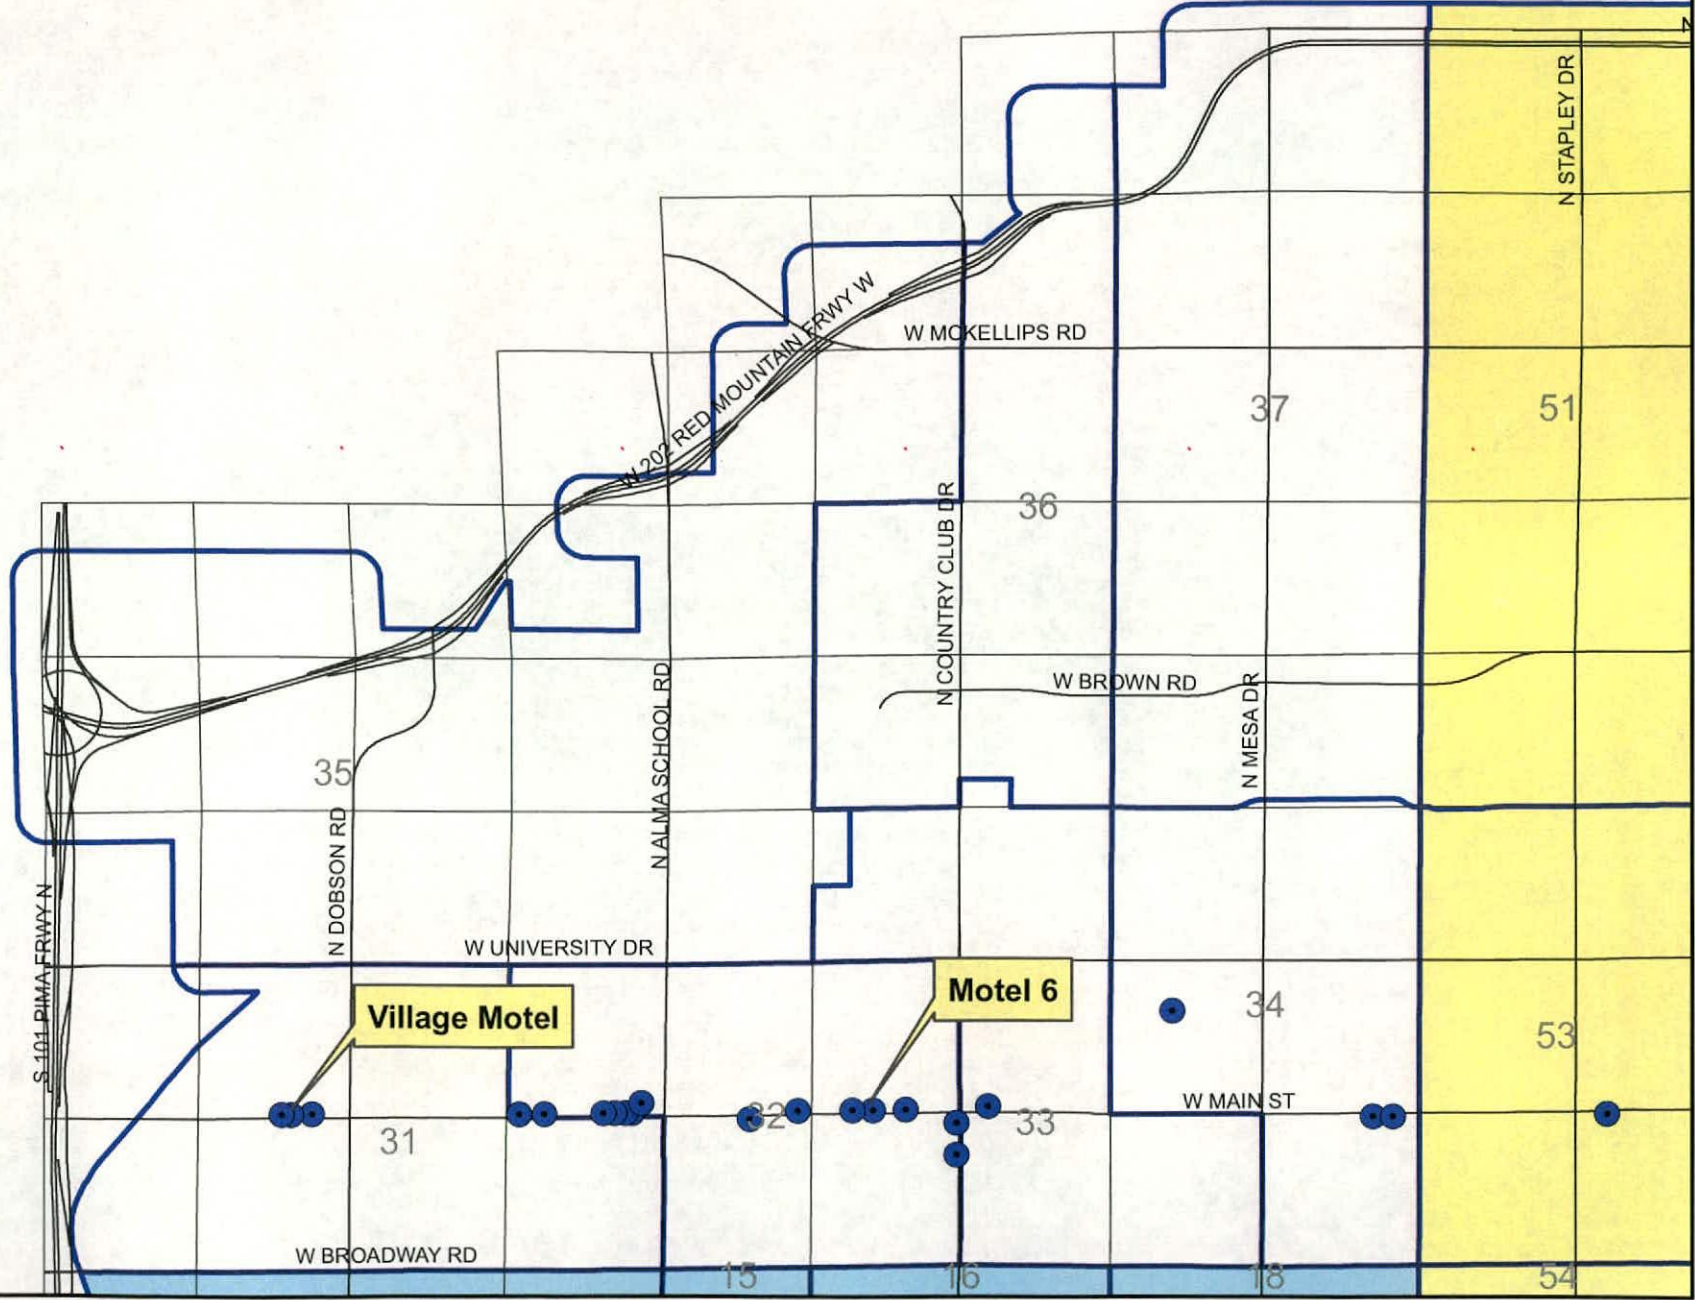 N STAPLEY DR
W 202 RED MOUNTAIN FRWY W
W MCKELLIPS RD
37
51
36
N COUNTRY CLUB DR
W BROWN RD
N MESA DR
N ALMA SCHOOL RD
35
N DOBSON RD
S 101 PIMA FRWY N
W UNIVERSITY DR
Motel 6
Village Motel
34
53
W MAIN ST
32
33
31
W BROADWAY RD
15
16
18
54